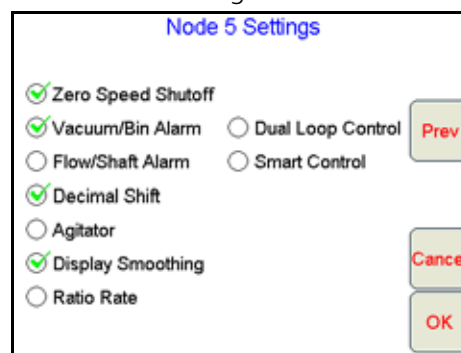 Node 5 Settings
Zero Speed Shutoff
Vacuum/Bin Alarm
Dual Loop Control
Prev
Flow/Shaft Alarm
Smart Control
Decimal Shift
Agitator
Display Smoothing
Cance
Ratio Rate
OK